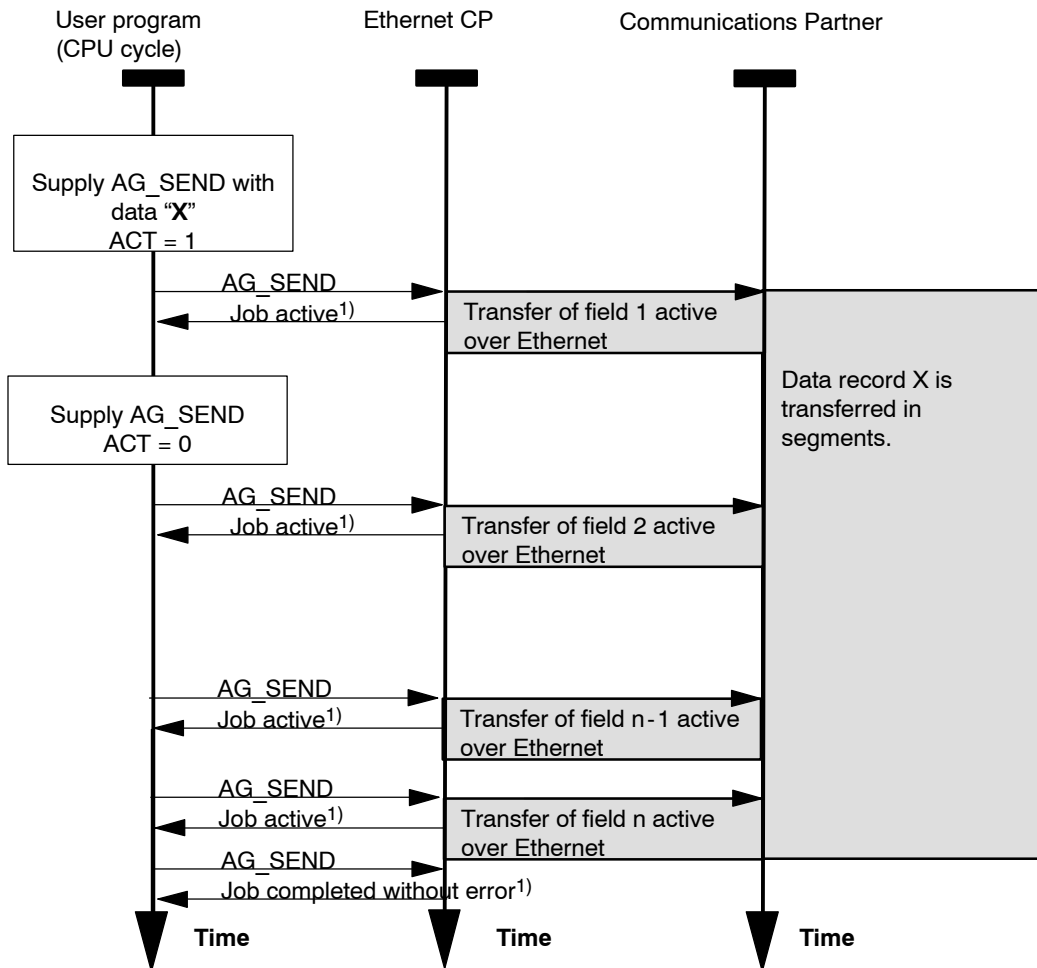 User program
(CPU cycle)
Ethernet CP
Communications Partner
Supply AG_SEND with
data “X”
ACT = 1
AG_SEND
Job active1)
Transfer of field 1 active
over Ethernet
Data record X is
transferred in
segments.
Supply AG_SEND
ACT = 0
AG_SEND
Job active1)
Transfer of field 2 active
over Ethernet
AG_SEND
Job active1)
Transfer of field n-1 active
over Ethernet
AG_SEND
Job active1)
Transfer of field n active
over Ethernet
AG_SEND
Job completed without error1)
Time
Time
Time